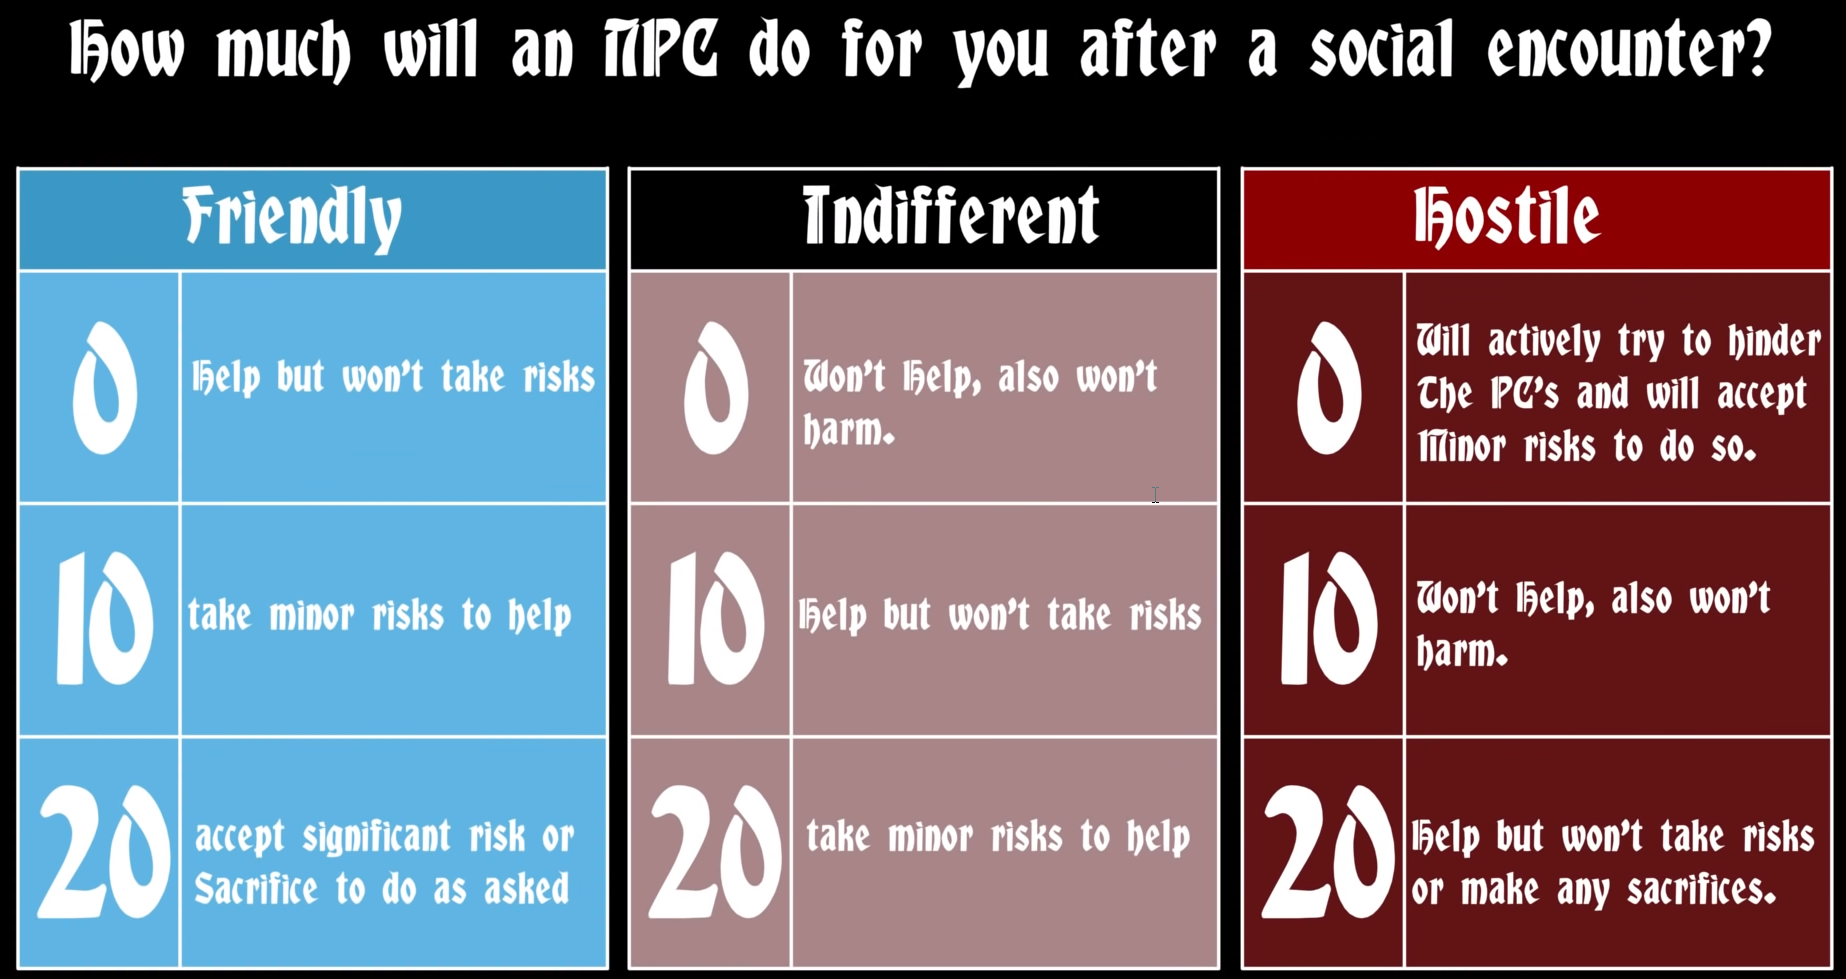 How much will an NPC do for you after a social encounter?
Friendly
0
Help but won't take risks
10
take minor risks to help
20
accept significant risk or
Sacrifice to do as asked
Indifferent
0
Won't Help, also won't
harm.
10
Help but won't take risks
20
take minor risks to help
Hostile
0
Will actively try to hinder
The PC's and will accept
Minor risks to do so.
10
Won't Help, also won't
harm.
20
Help but won't take risks
or make any sacrifices.